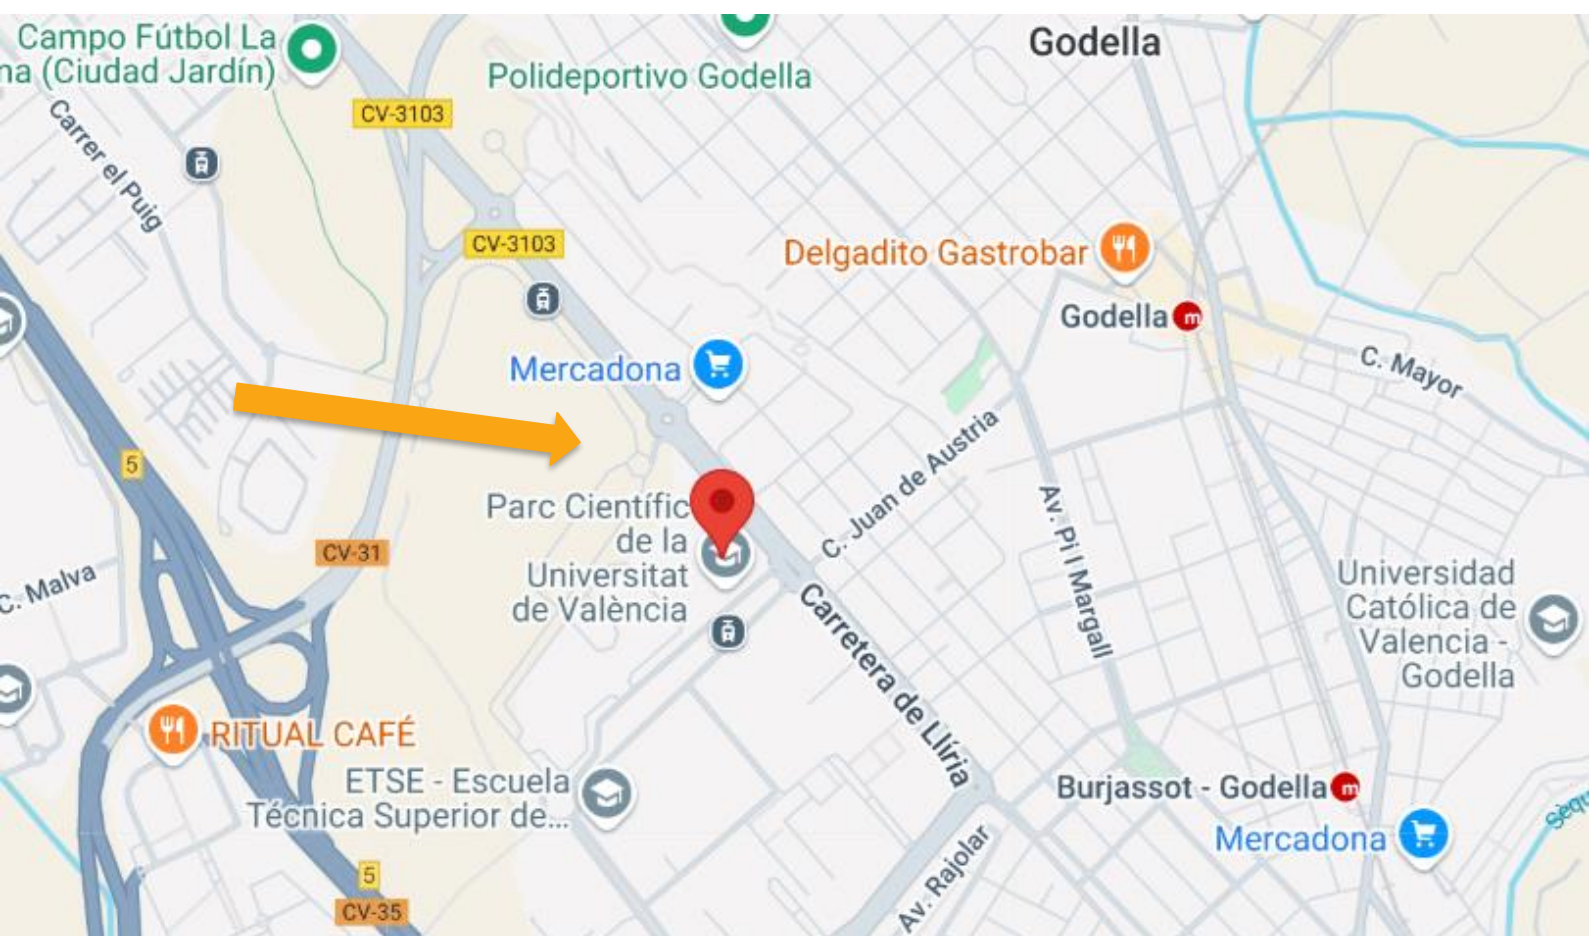 Campo Fútbol La
na (Ciudad Jardín)
Godella
Polideportivo Godella
CV-3103
Carrer el Puig
CV-3103
Delgadito Gastrobar
Godella
m
C. Mayor
Mercadona
5
C. Juan de Austria
Parc Científic
de la
Universitat
de València
Av. Pi I Margall
CV-31
C. Malva
Universidad
Católica de
Valencia -
Godella
Carretera de Llíria
RITUAL CAFÉ
ETSE - Escuela
Técnica Superior de...
Burjassot - Godella
m
Mercadona
Sèqu
Av. Rajolar
5
CV-35